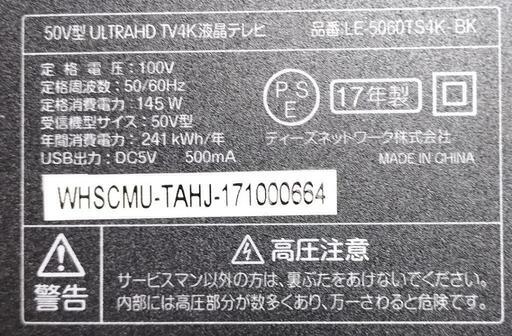 50V型 ULTRAHD TV4K液晶テレビ 品番:LE-5060TS4K-BK
定格電圧:100V
定格周波数:50/60Hz
定格消費電力:145W
受信機型サイズ:50V型
年間消費電力:241kWh/年
USB出力:DC5V 500mA
PSE
17年製
ティーズネットワーク株式会社
MADE IN CHINA
WHSCMU-TAHJ-171000664
警告
高圧注意
サービスマン以外の方は、裏ぶたをあけないでください。
内部には高圧部分が数多くあり、万一さわると危険です。